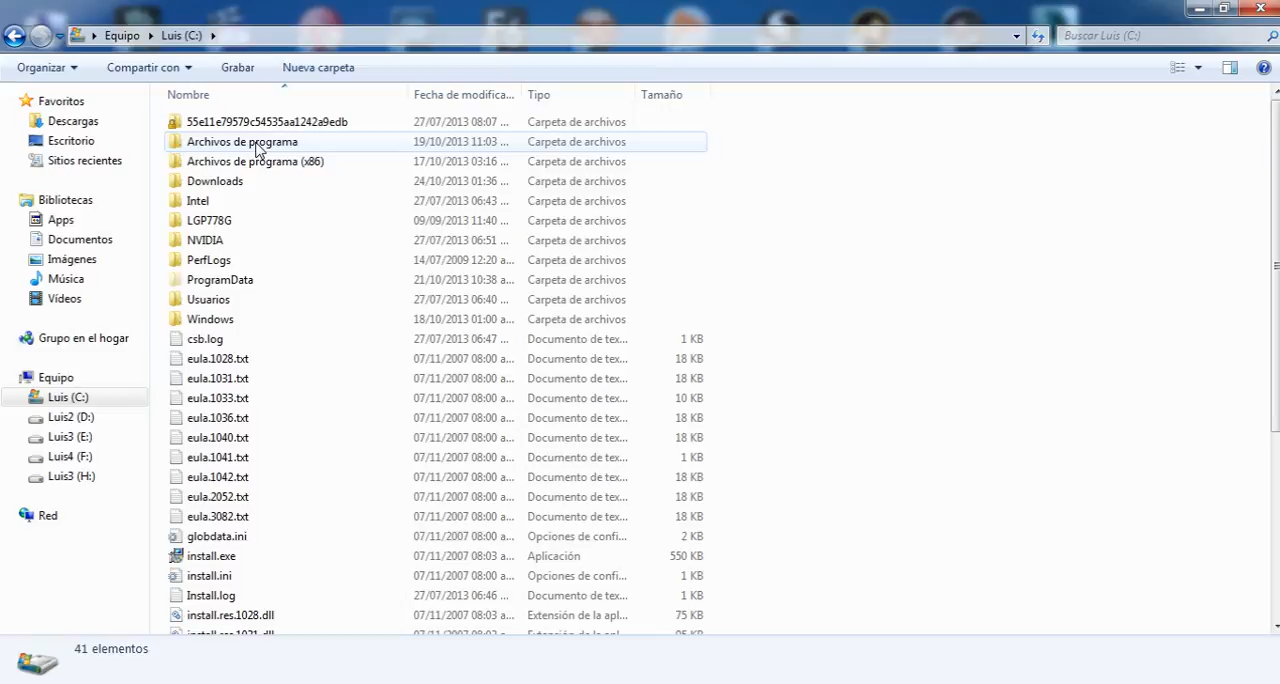 Equipo Luis (C:) Buscar Luis (C:)
Organizar Compartir con Grabar Nueva carpeta
Favoritos
Descargas
Escritorio
Sitios recientes
Bibliotecas
Apps
Documentos
Imágenes
Música
Vídeos
Grupo en el hogar
Equipo
Luis (C:)
Luis2 (D:)
Luis3 (E:)
Luis4 (F:)
Luis3 (H:)
Red
Nombre Fecha de modifica... Tipo Tamaño
55e11e79579c54535aa1242a9edb 27/07/2013 08:07 ... Carpeta de archivos
Archivos de programa 19/10/2013 11:03 ... Carpeta de archivos
Archivos de programa (x86) 17/10/2013 03:16 ... Carpeta de archivos
Downloads 24/10/2013 01:36 ... Carpeta de archivos
Intel 27/07/2013 06:43 ... Carpeta de archivos
LGP778G 09/09/2013 11:40 ... Carpeta de archivos
NVIDIA 27/07/2013 06:51 ... Carpeta de archivos
PerfLogs 14/07/2009 12:20 a... Carpeta de archivos
ProgramData 21/10/2013 10:38 a... Carpeta de archivos
Usuarios 27/07/2013 06:40 ... Carpeta de archivos
Windows 18/10/2013 01:00 a... Carpeta de archivos
csb.log 27/07/2013 06:47 ... Documento de tex... 1 KB
eula.1028.txt 07/11/2007 08:00 a... Documento de tex... 18 KB
eula.1031.txt 07/11/2007 08:00 a... Documento de tex... 18 KB
eula.1033.txt 07/11/2007 08:00 a... Documento de tex... 10 KB
eula.1036.txt 07/11/2007 08:00 a... Documento de tex... 18 KB
eula.1040.txt 07/11/2007 08:00 a... Documento de tex... 18 KB
eula.1041.txt 07/11/2007 08:00 a... Documento de tex... 1 KB
eula.1042.txt 07/11/2007 08:00 a... Documento de tex... 18 KB
eula.2052.txt 07/11/2007 08:00 a... Documento de tex... 18 KB
eula.3082.txt 07/11/2007 08:00 a... Documento de tex... 18 KB
globdata.ini 07/11/2007 08:00 a... Opciones de confi... 2 KB
install.exe 07/11/2007 08:03 a... Aplicación 550 KB
install.ini 07/11/2007 08:00 a... Opciones de confi... 1 KB
Install.log 27/07/2013 06:46 ... Documento de tex... 1 KB
install.res.1028.dll 07/11/2007 08:03 a... Extensión de la apl... 75 KB
41 elementos